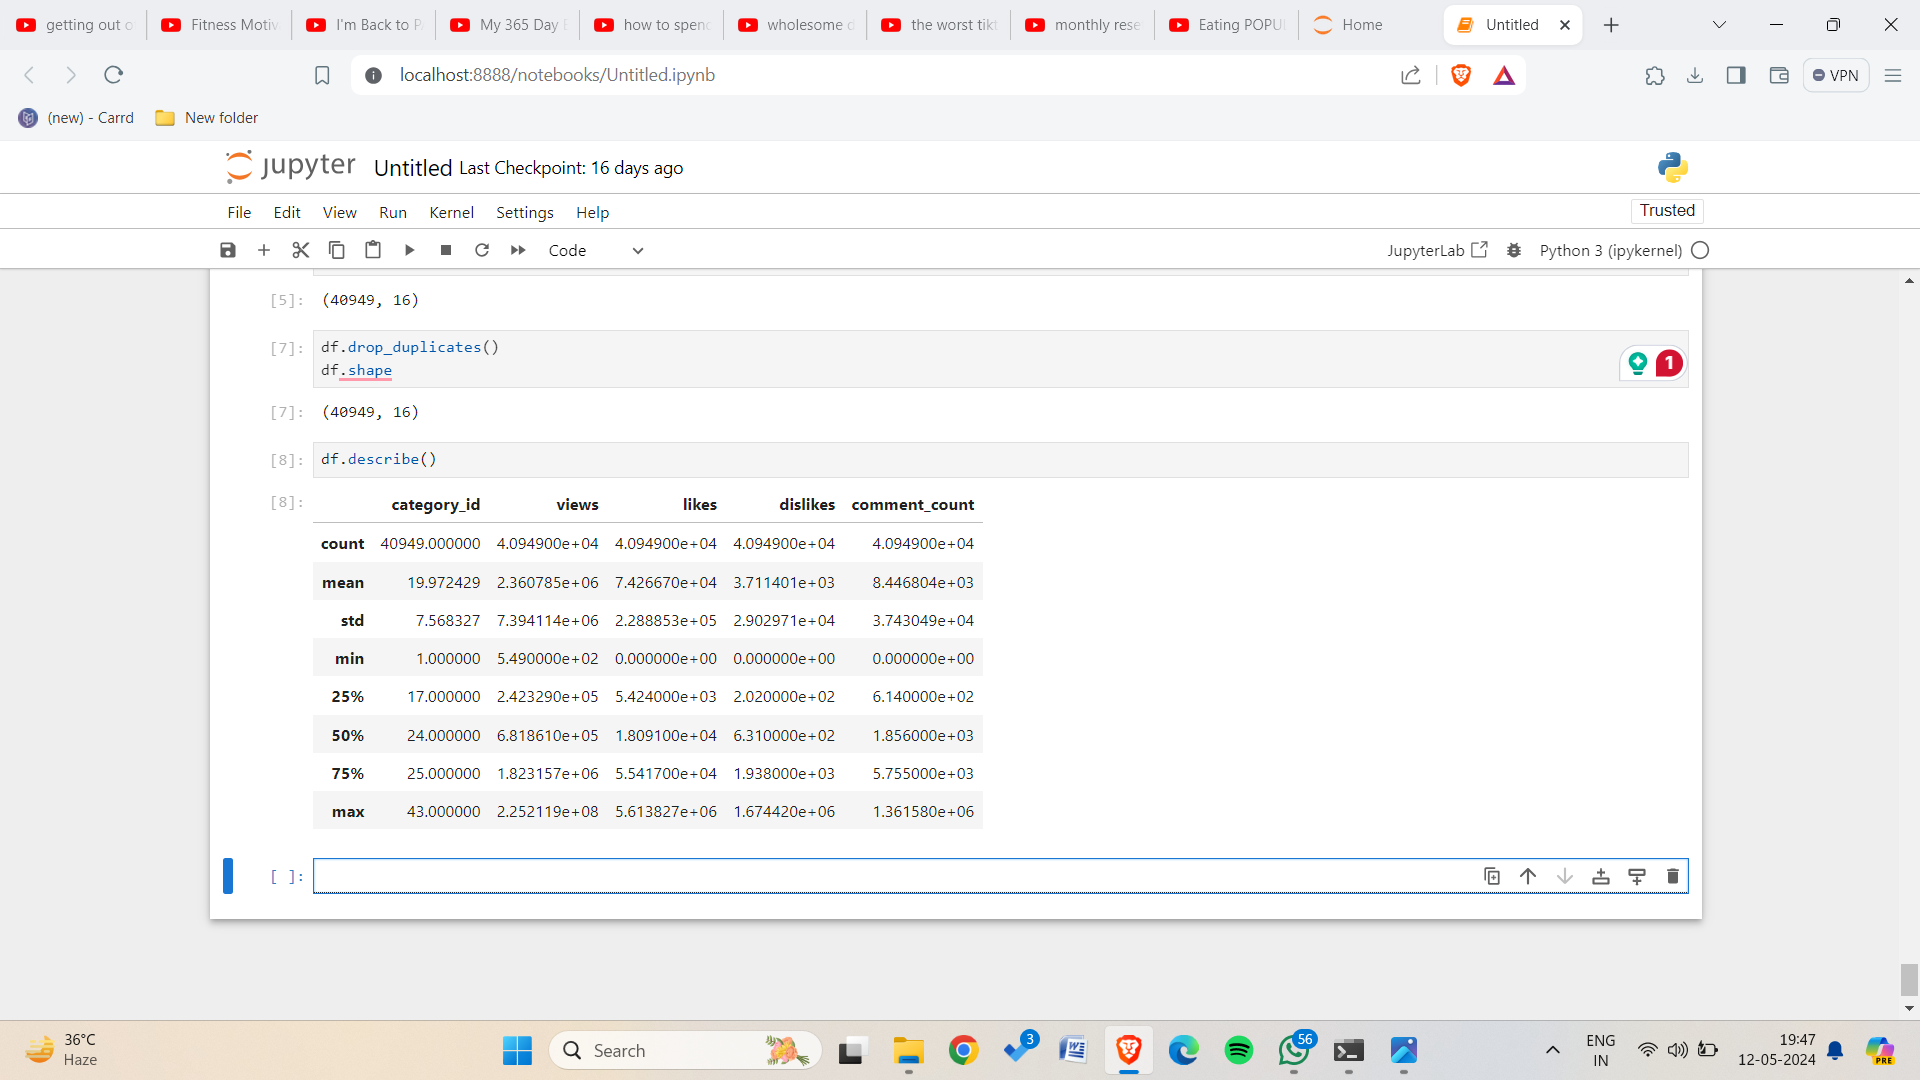 getting out o
Fitness Motiv
I'm Back to P
My 365 Day
how to spend
wholesome d
the worst tikt
monthly rese
Eating POPU
Home
Untitled
localhost:8888/notebooks/Untitled.ipynb
VPN
(new) - Carrd
New folder
jupyter
Untitled
Last Checkpoint: 16 days ago
File
Edit
View
Run
Kernel
Settings
Help
Trusted
Code
JupyterLab
Python 3 (ipykernel)
[5]: (40949, 16)
[7]: df.drop_duplicates()
df.shape
1
[7]: (40949, 16)
[8]: df.describe()
[8]:
category_id views likes dislikes comment_count
count 40949.000000 4.094900e+04 4.094900e+04 4.094900e+04 4.094900e+04
mean 19.972429 2.360785e+06 7.426670e+04 3.711401e+03 8.446804e+03
std 7.568327 7.394114e+06 2.288853e+05 2.902971e+04 3.743049e+04
min 1.000000 5.490000e+02 0.000000e+00 0.000000e+00 0.000000e+00
25% 17.000000 2.423290e+05 5.424000e+03 2.020000e+02 6.140000e+02
50% 24.000000 6.818610e+05 1.809100e+04 6.310000e+02 1.856000e+03
75% 25.000000 1.823157e+06 5.541700e+04 1.938000e+03 5.755000e+03
max 43.000000 2.252119e+08 5.613827e+06 1.674420e+06 1.361580e+06
[ ]:
36°C
Haze
Search
3
56
ENG
IN
19:47
12-05-2024
PRE